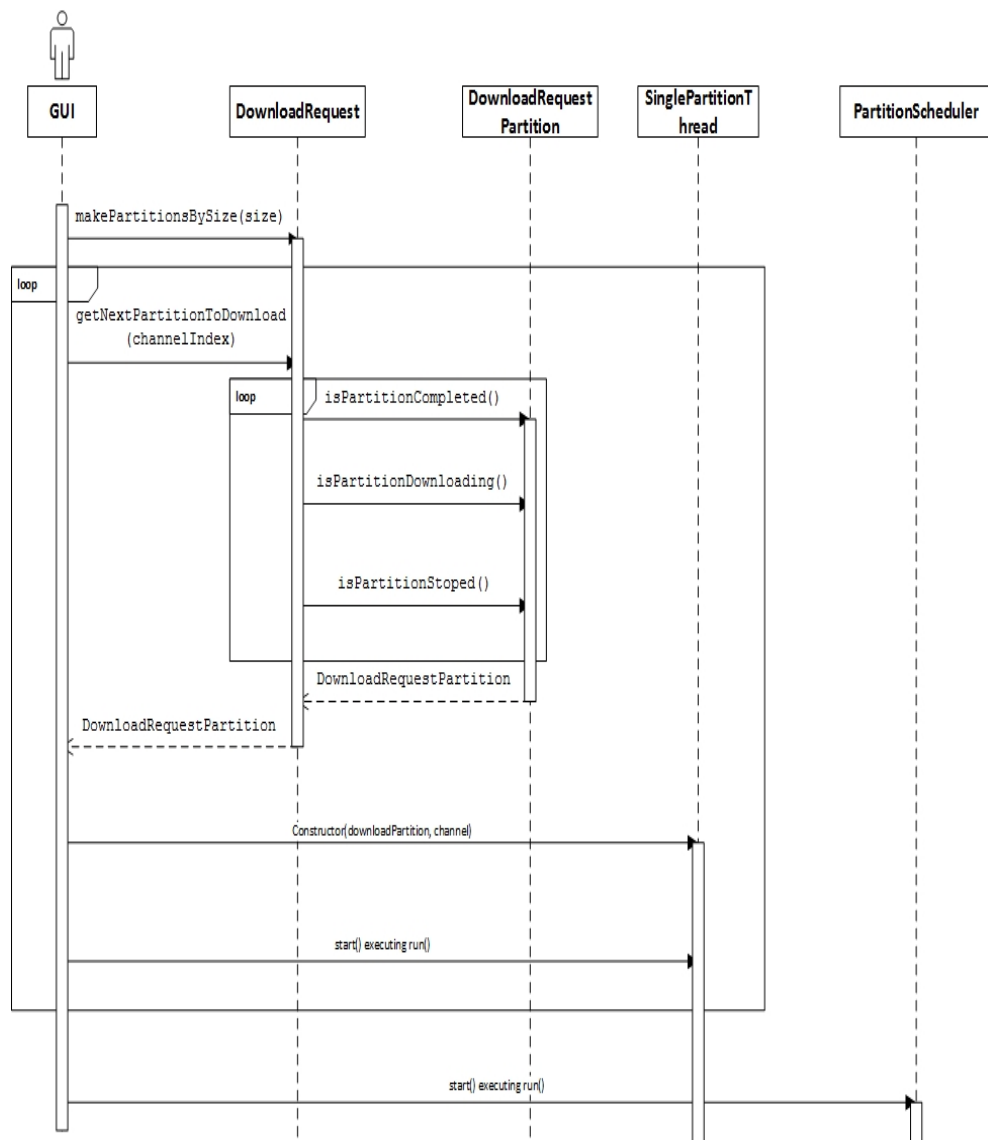 GUI
DownloadRequest
DownloadRequest
Partition
SinglePartitionT
hread
PartitionScheduler
makePartitionsBySize(size)
loop
getNextPartitionToDownload
(channelIndex)
loop
isPartitionCompleted()
isPartitionDownloading()
isPartitionStoped()
DownloadRequestPartition
DownloadRequestPartition
Constructor(downloadPartition, channel)
start() executing run()
start() executing run()